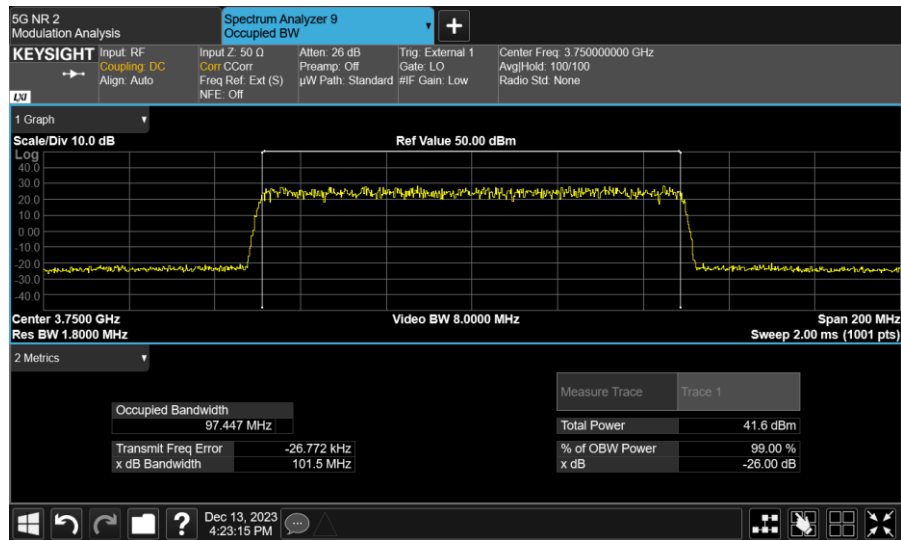 5G NR 2
Modulation Analysis
Spectrum Analyzer 9
Occupied BW
KEYSIGHT
LXI
Input: RF
Coupling: DC
Align: Auto
Input Z: 50 Ω
Corr CCorr
Freq Ref: Ext (S)
NFE: Off
Atten: 26 dB
Preamp: Off
µW Path: Standard
Trig: External 1
Gate: LO
#IF Gain: Low
Center Freq: 3.750000000 GHz
Avg|Hold: 100/100
Radio Std: None
1 Graph
Scale/Div 10.0 dB
Ref Value 50.00 dBm
Log
40.0
30.0
20.0
10.0
0.00
-10.0
-20.0
-30.0
-40.0
Center 3.7500 GHz
Video BW 8.0000 MHz
Span 200 MHz
Res BW 1.8000 MHz
Sweep 2.00 ms (1001 pts)
2 Metrics
Measure Trace Trace 1
Occupied Bandwidth
97.447 MHz
Total Power 41.6 dBm
Transmit Freq Error -26.772 kHz
% of OBW Power 99.00 %
x dB Bandwidth 101.5 MHz
x dB -26.00 dB
?
Dec 13, 2023
4:23:15 PM